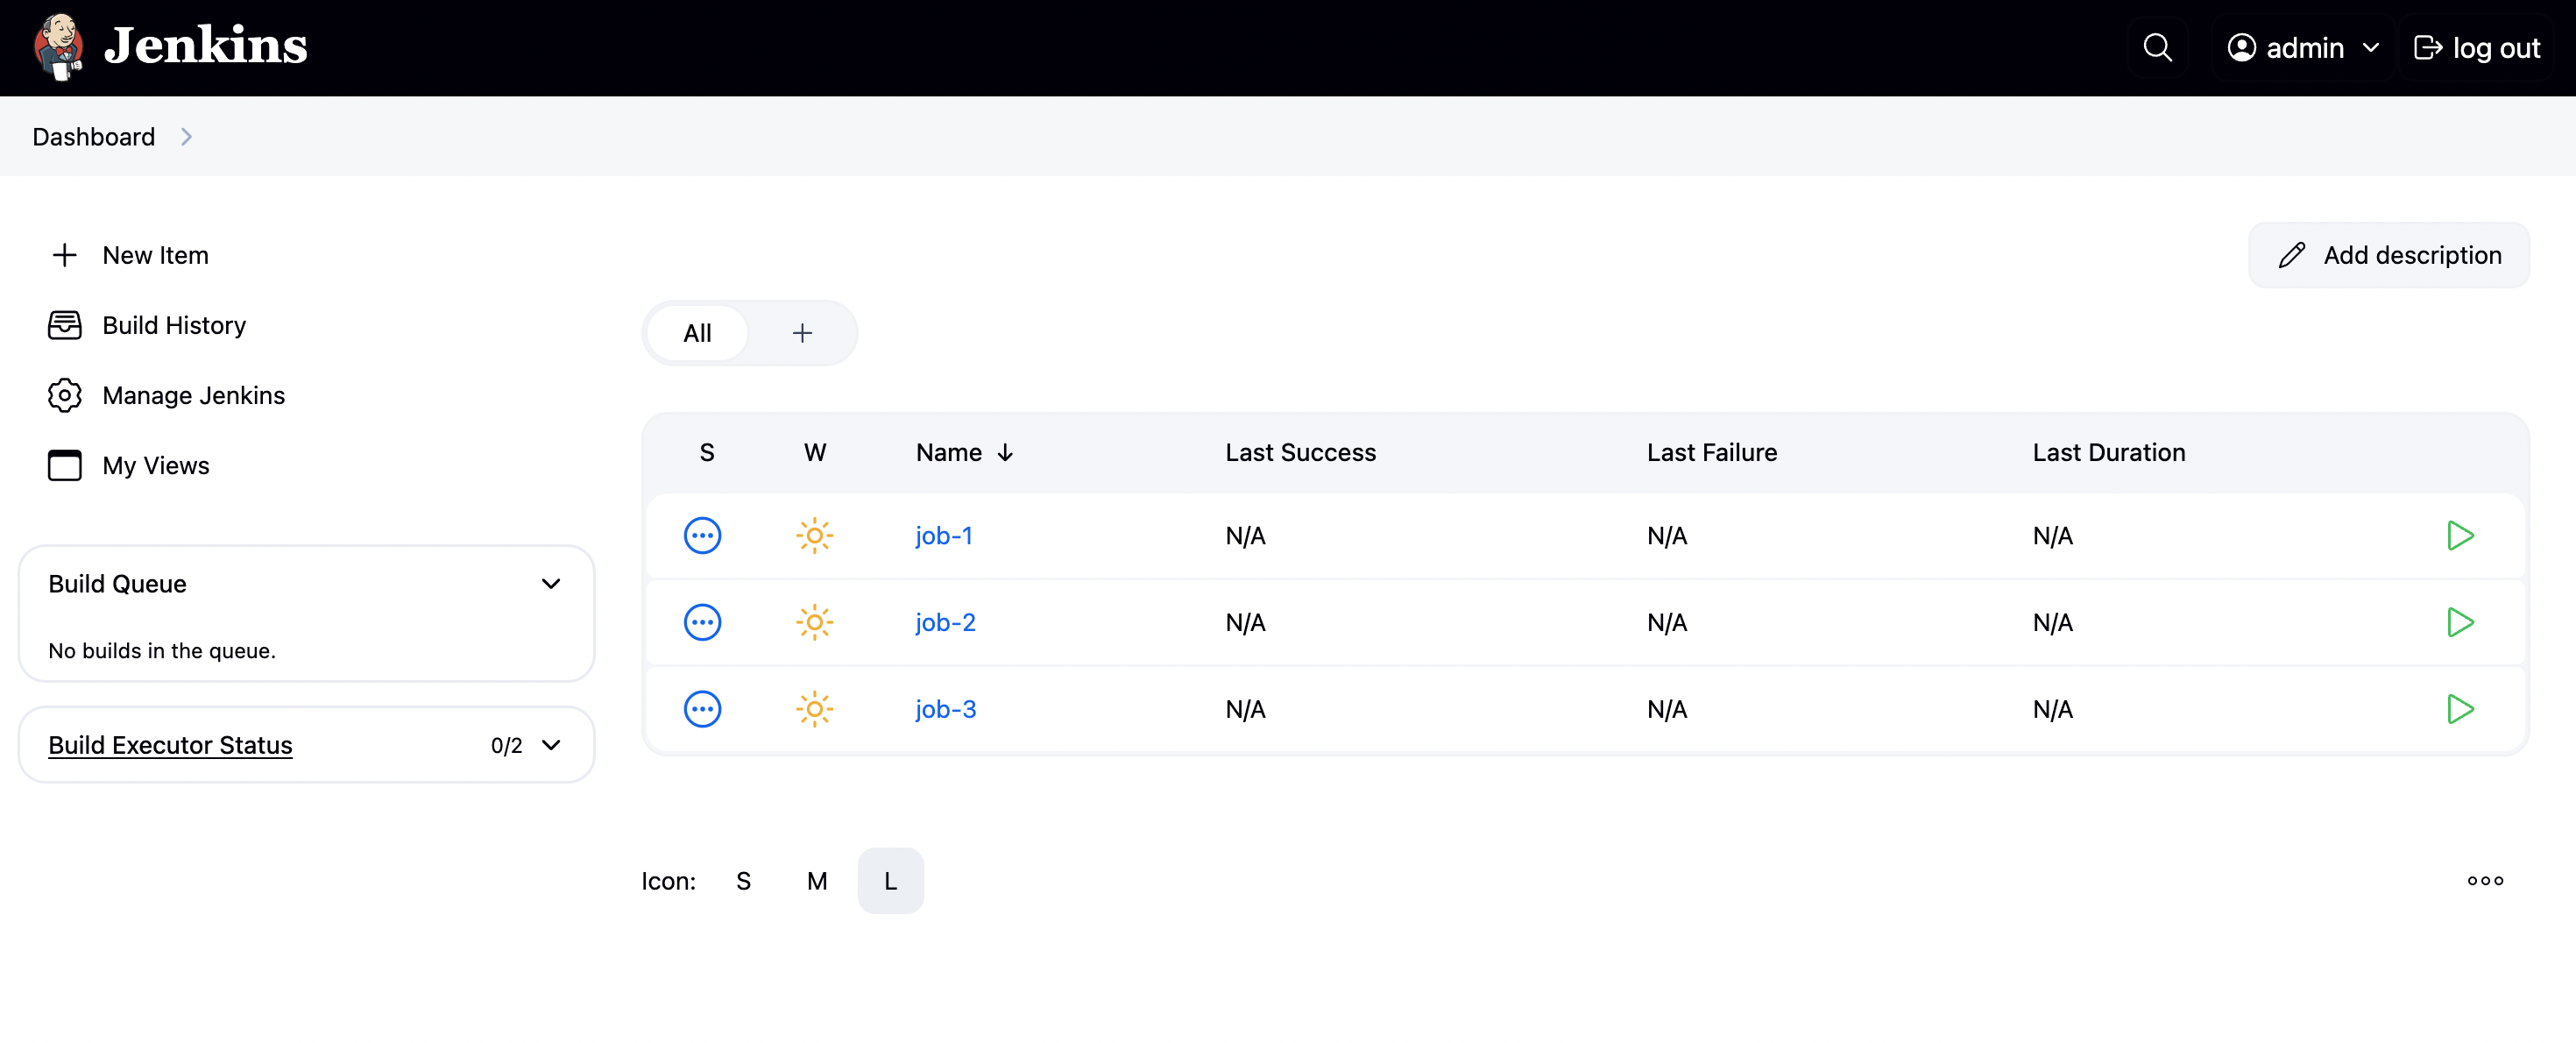 Jenkins
admin
log out
Dashboard
New Item
Build History
Manage Jenkins
My Views
Build Queue
No builds in the queue.
Build Executor Status 0/2
Add description
All
S W Name ↓ Last Success Last Failure Last Duration
job-1 N/A N/A N/A
job-2 N/A N/A N/A
job-3 N/A N/A N/A
Icon: S M L